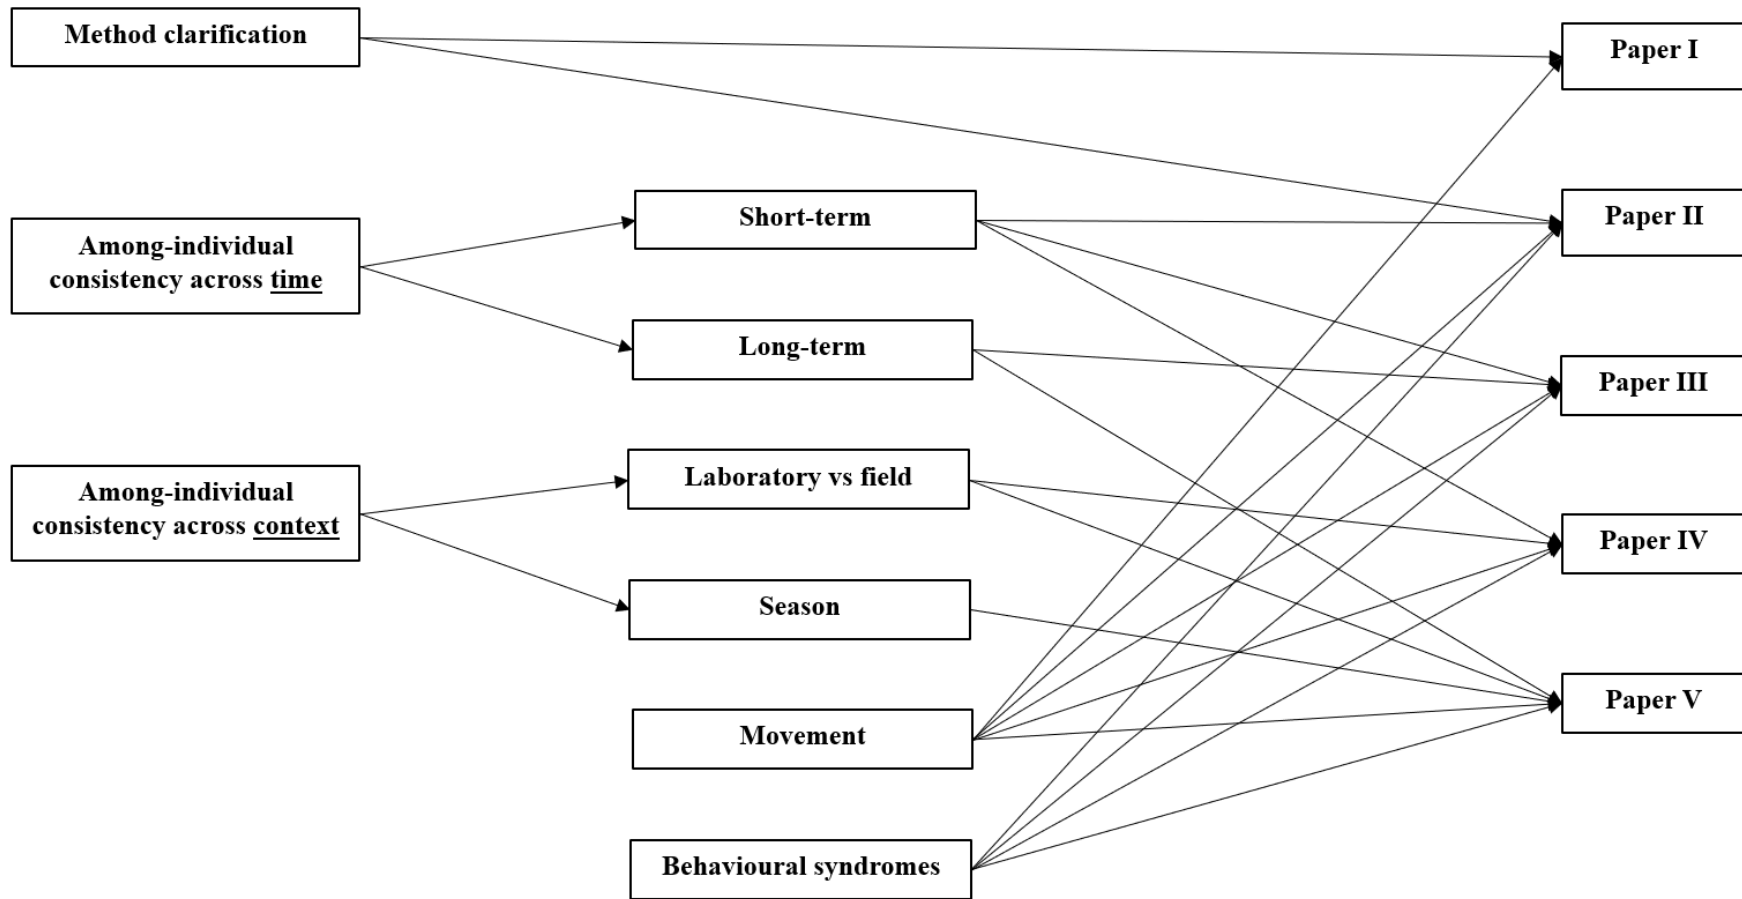 Method clarification
Paper I
Short-term
Paper II
Among-individual
consistency across time
Long-term
Paper III
Laboratory vs field
Among-individual
consistency across context
Paper IV
Season
Paper V
Movement
Behavioural syndromes